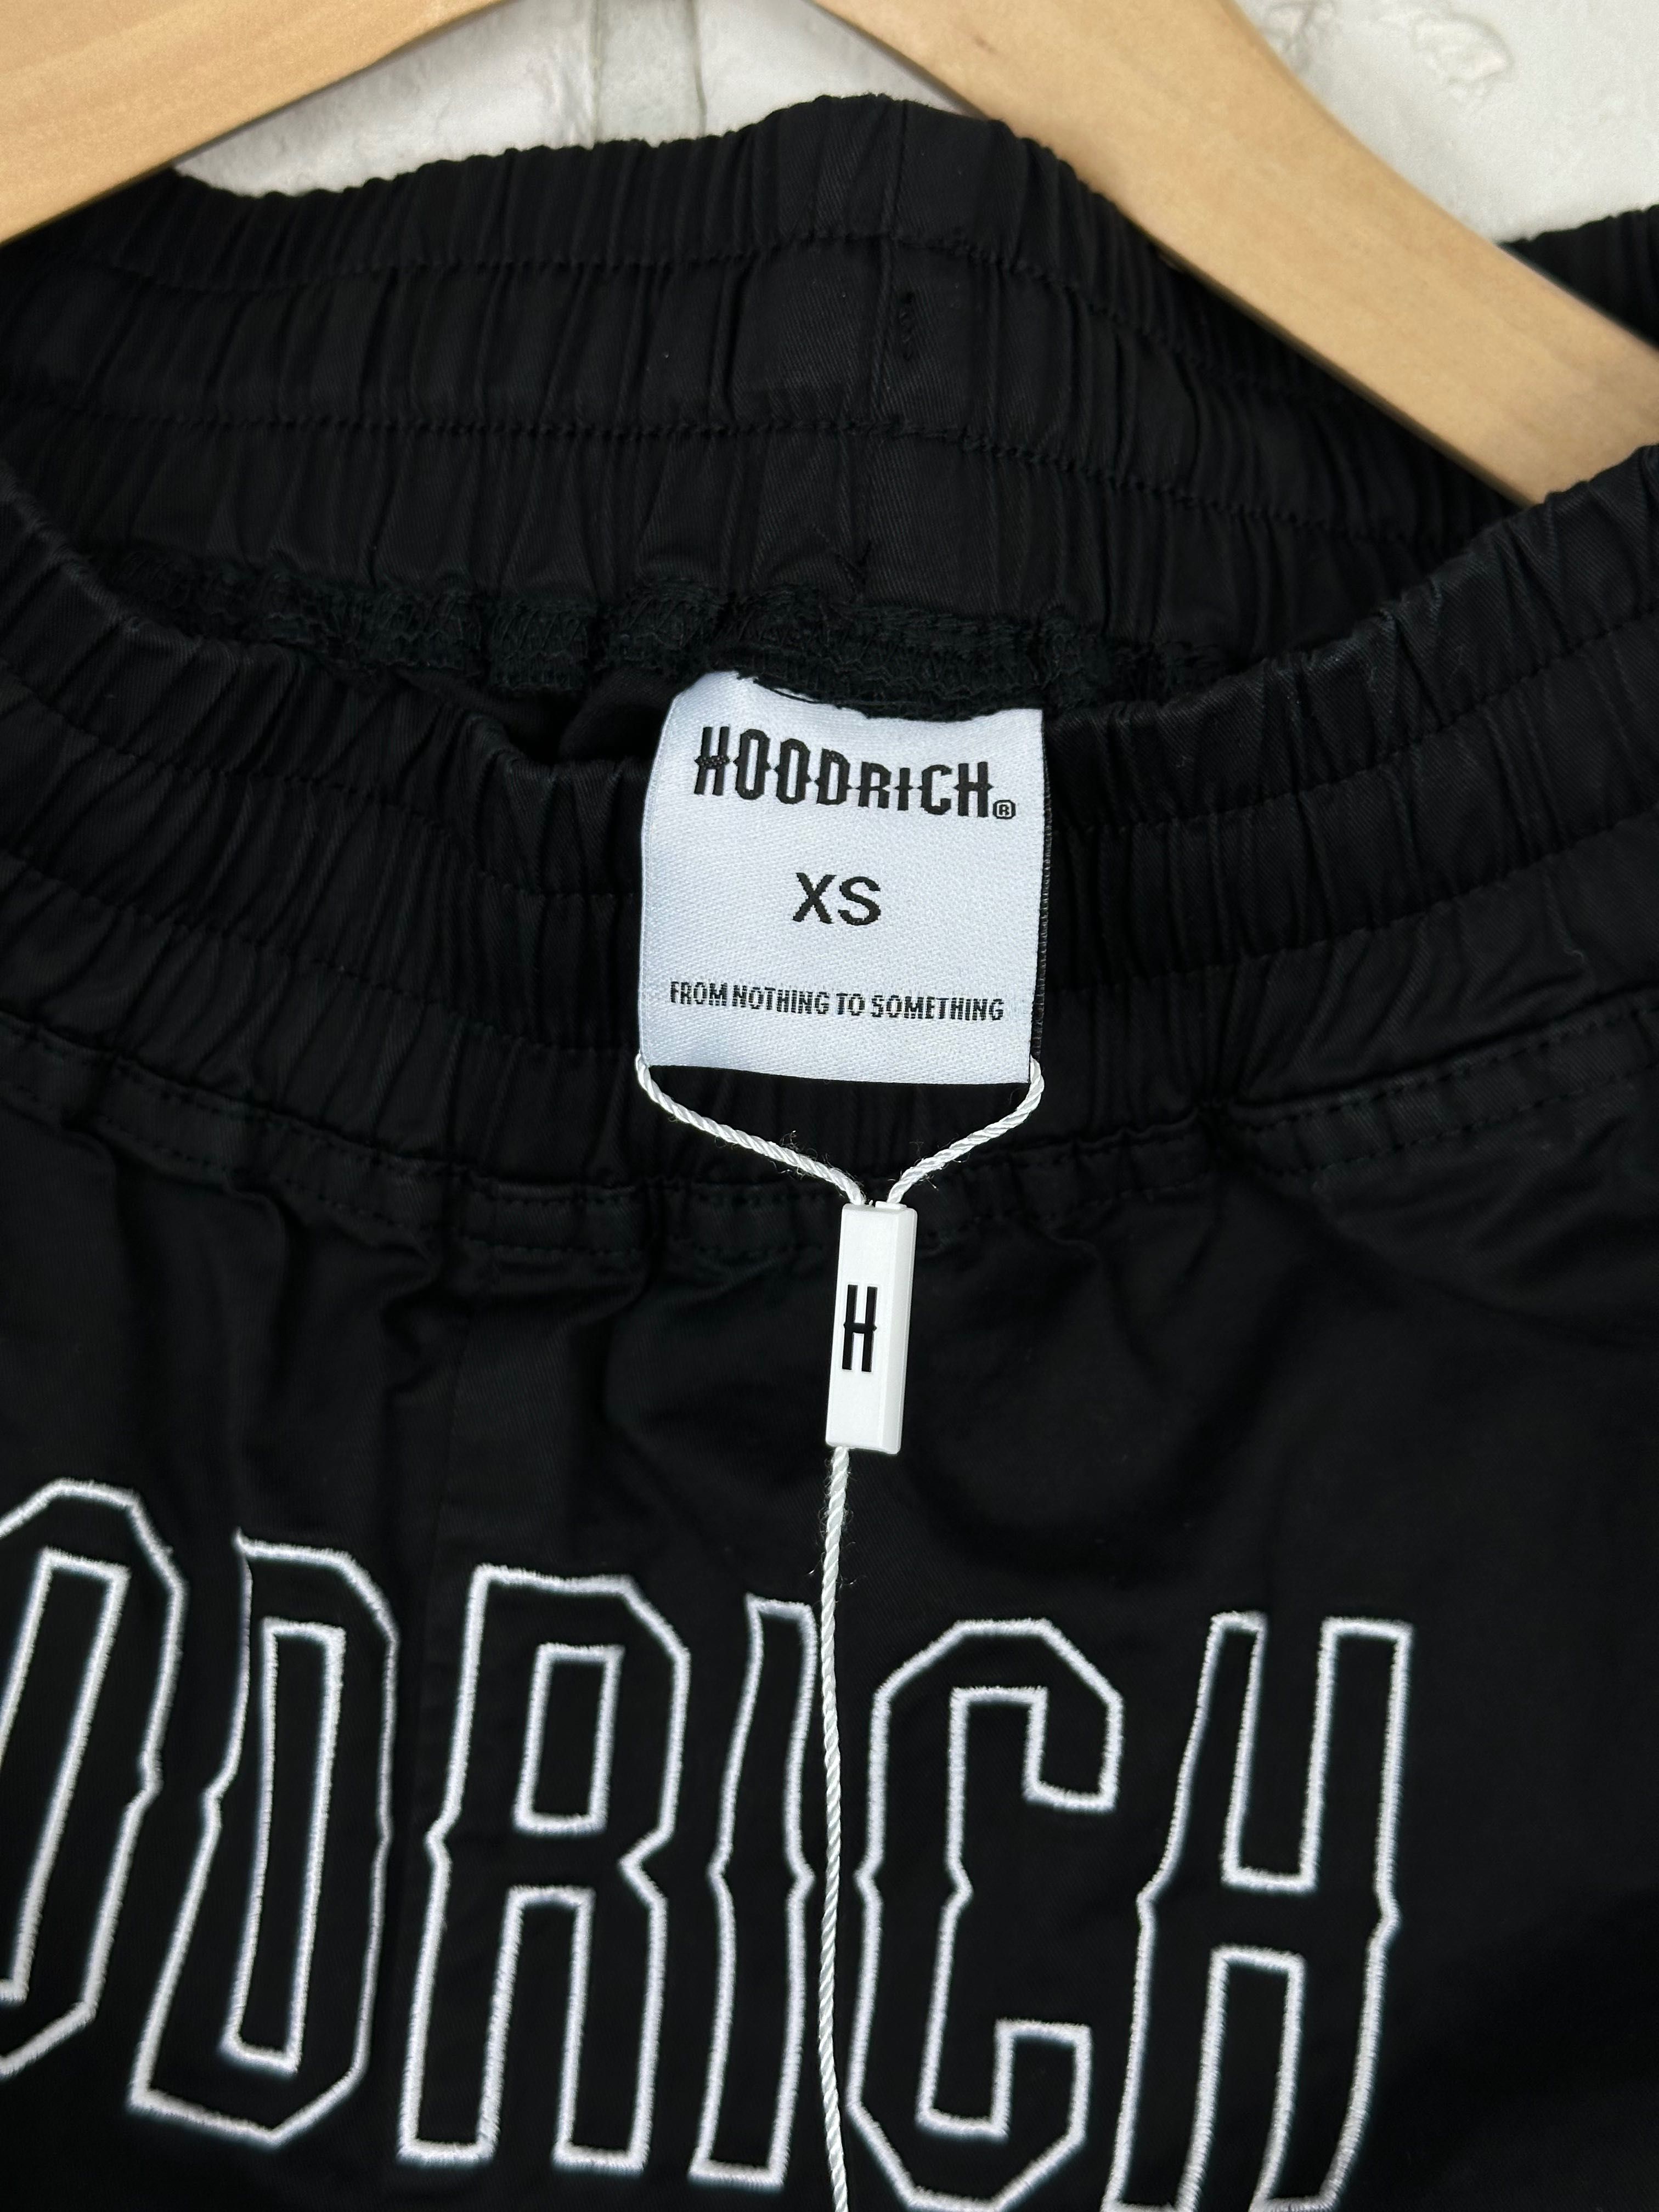 HOODRICH®
XS
FROM NOTHING TO SOMETHING
H
ODRICH